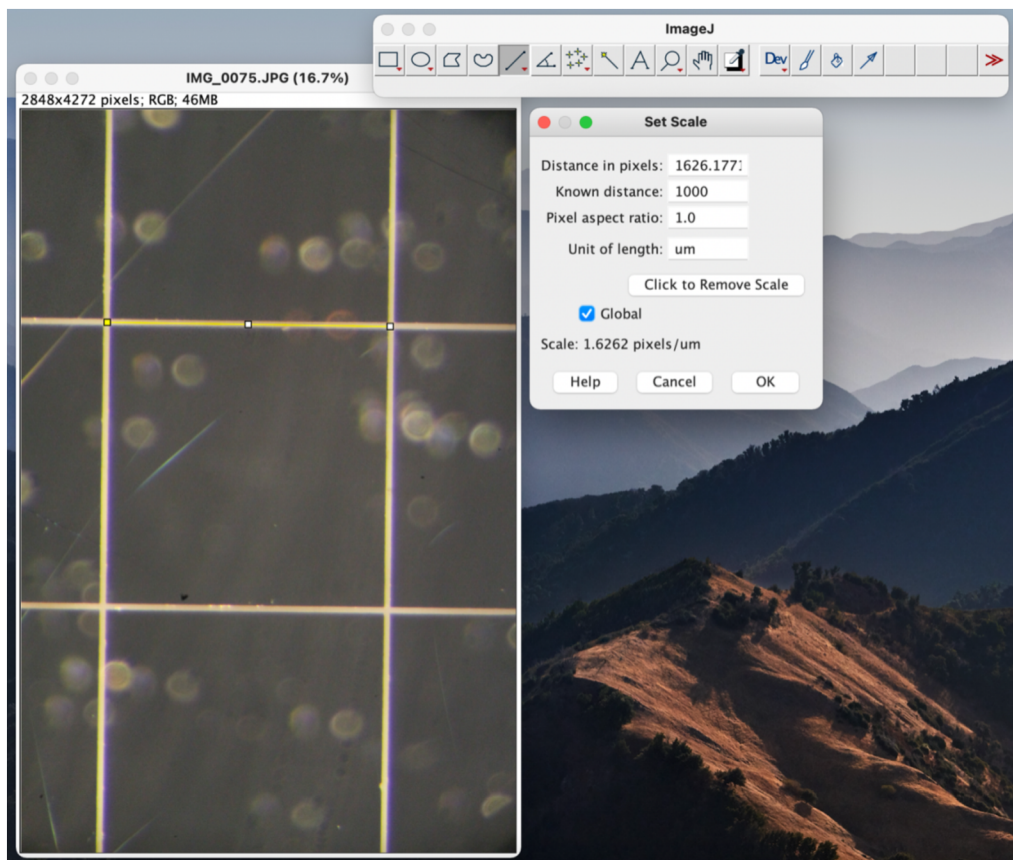 ImageJ
Dev
A
IMG_0075.JPG (16.7%)
2848x4272 pixels; RGB; 46MB
Set Scale
Distance in pixels: 1626.177
Known distance: 1000
Pixel aspect ratio: 1.0
Unit of length: um
Click to Remove Scale
Global
Scale: 1.6262 pixels/um
Help Cancel OK